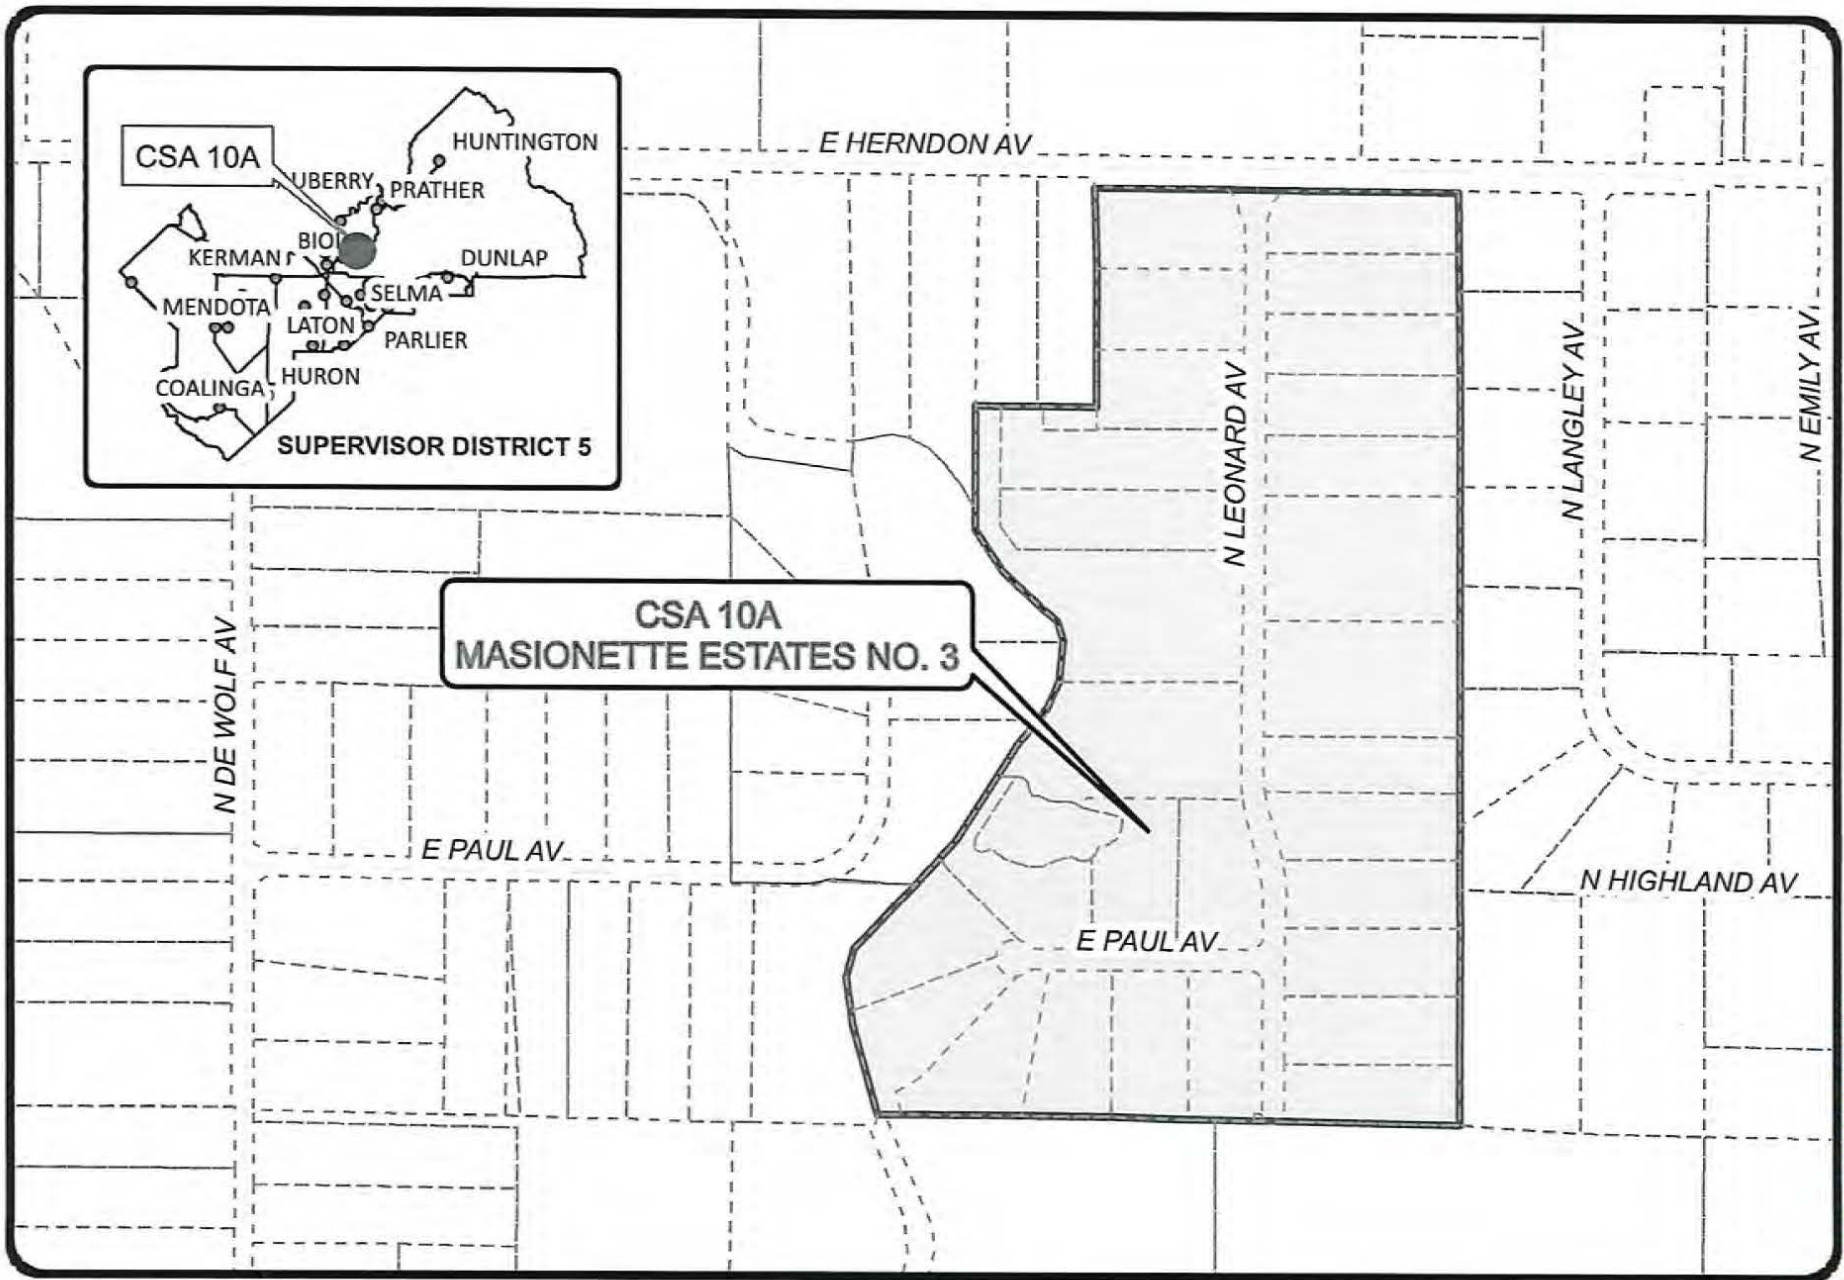 E HERNDON AV
CSA 10A
HUNTINGTON
UBERRY
PRATHER
BIOL
KERMAN
DUNLAP
MENDOTA
SELMA
LATON
PARLIER
COALINGA
HURON
SUPERVISOR DISTRICT 5
N LEONARD AV
N LANGLEY AV
N EMILY AV
CSA 10A
MASIONETTE ESTATES NO. 3
N DE WOLF AV
E PAUL AV
N HIGHLAND AV
E PAUL AV